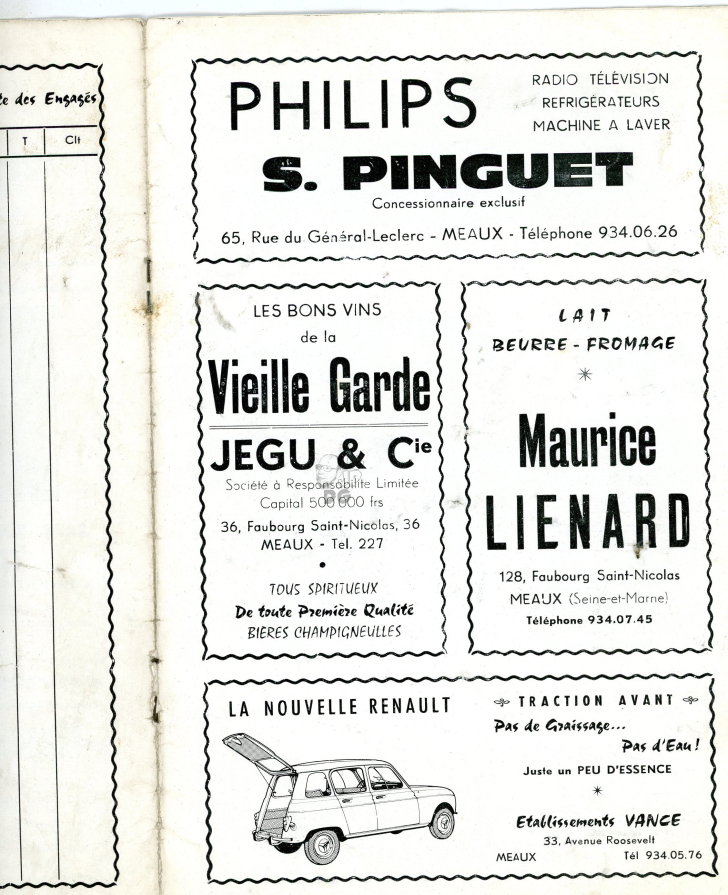 te des Engagés
T Clt
PHILIPS
RADIO TÉLÉVISION
REFRIGÉRATEURS
MACHINE A LAVER
S. PINGUET
Concessionnaire exclusif
65, Rue du Général-Leclerc - MEAUX - Téléphone 934.06.26
LES BONS VINS
de la
Vieille Garde
JEGU & Cie
Société à Responsabilite Limitée
Capital 500 000 frs
36, Faubourg Saint-Nicolas, 36
MEAUX - Tel. 227
TOUS SPIRITUEUX
De toute Première Qualité
BIÈRES CHAMPIGNEULLES
LAIT
BEURRE - FROMAGE
Maurice
LIENARD
128, Faubourg Saint-Nicolas
MEAUX (Seine-et-Marne)
Téléphone 934.07.45
LA NOUVELLE RENAULT
TRACTION AVANT
Pas de Graissage...
Pas d'Eau!
Juste un PEU D'ESSENCE
Etablissements VANCE
33, Avenue Roosevelt
MEAUX Tél 934.05.76